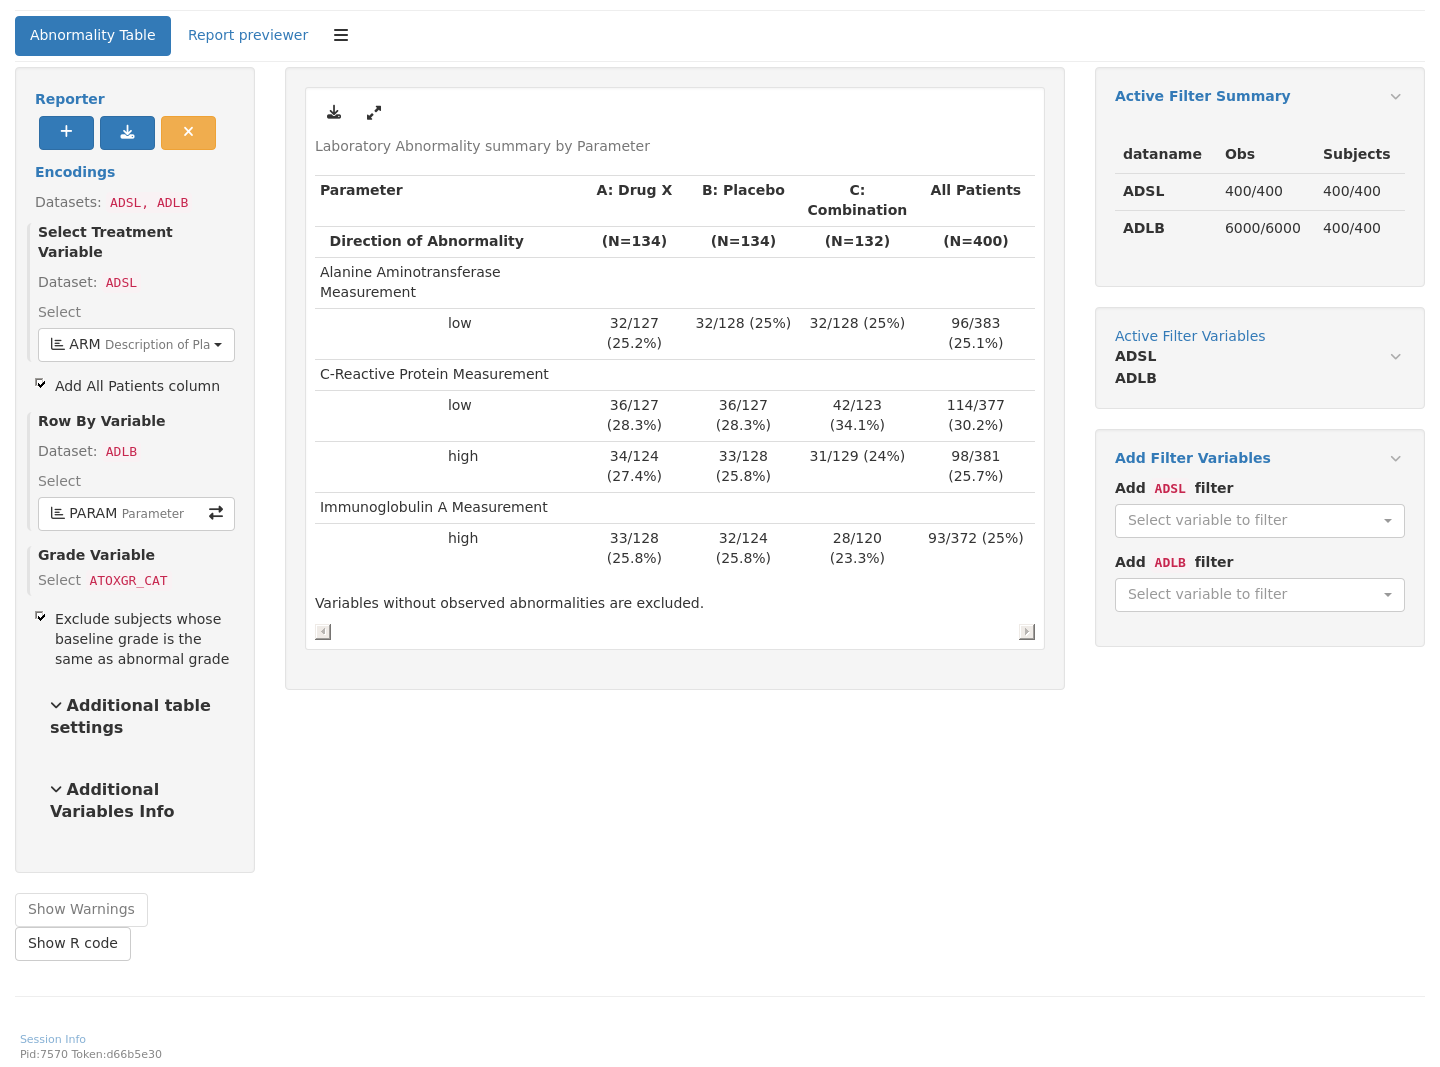 Abnormality Table
Report previewer
Reporter
Encodings
Datasets: ADSL, ADLB
Select Treatment
Variable
Dataset: ADSL
Select
ARM Description of Pla
Add All Patients column
Row By Variable
Dataset: ADLB
Select
PARAM Parameter
Grade Variable
Select ATOXGR_CAT
Exclude subjects whose
baseline grade is the
same as abnormal grade
Additional table
settings
Additional
Variables Info
Show Warnings
Show R code
Laboratory Abnormality summary by Parameter
Parameter A: Drug X B: Placebo C: All Patients
Combination
Direction of Abnormality (N=134) (N=134) (N=132) (N=400)
Alanine Aminotransferase
Measurement
low 32/127 32/128 (25%) 32/128 (25%) 96/383
(25.2%) (25.1%)
C-Reactive Protein Measurement
low 36/127 36/127 42/123 114/377
(28.3%) (28.3%) (34.1%) (30.2%)
high 34/124 33/128 31/129 (24%) 98/381
(27.4%) (25.8%) (25.7%)
Immunoglobulin A Measurement
high 33/128 32/124 28/120 93/372 (25%)
(25.8%) (25.8%) (23.3%)
Variables without observed abnormalities are excluded.
Active Filter Summary
dataname Obs Subjects
ADSL 400/400 400/400
ADLB 6000/6000 400/400
Active Filter Variables
ADSL
ADLB
Add Filter Variables
Add ADSL filter
Select variable to filter
Add ADLB filter
Select variable to filter
Session Info
Pid:7570 Token:d66b5e30